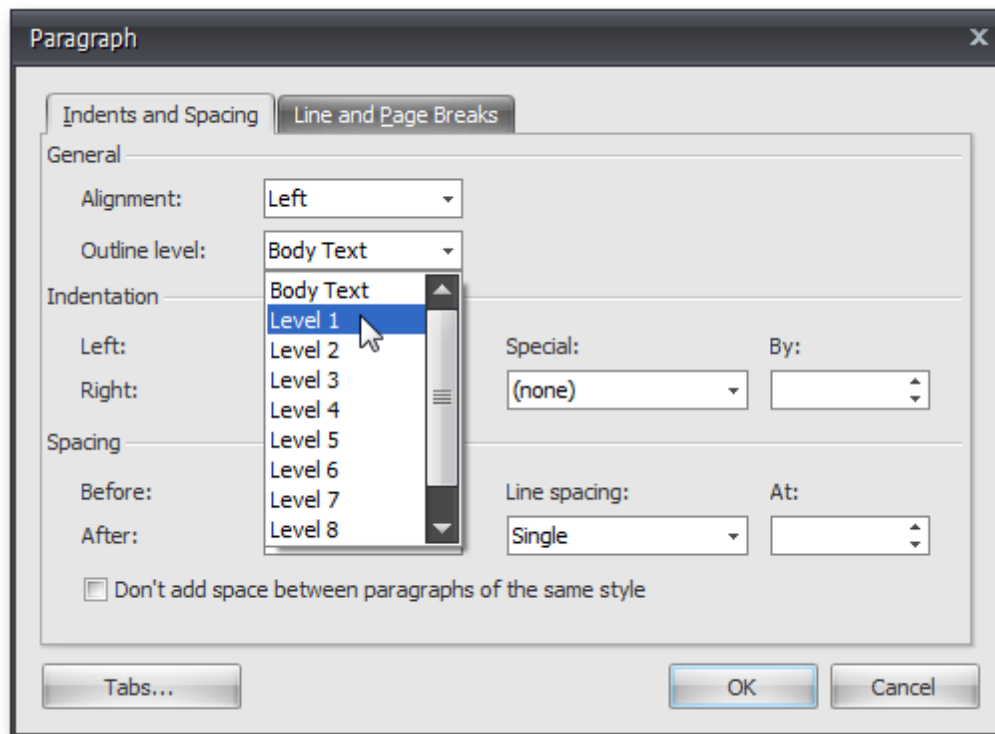 Paragraph x
Indents and Spacing Line and Page Breaks
General
Alignment: Left
Outline level: Body Text
Body Text
Indentation
Level 1
Left: Level 2 Special: By:
Level 3
Right: (none)
Level 4
Spacing Level 5
Level 6
Before: Level 7 Line spacing: At:
After: Level 8 Single
Don't add space between paragraphs of the same style
Tabs... OK Cancel